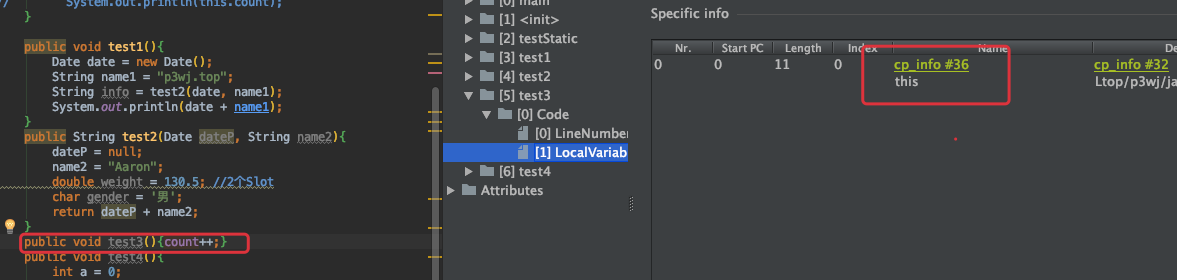 //          System.out.println(this.count);
    }
    public void test1(){
        Date date = new Date();
        String name1 = "p3wj.top";
        String info = test2(date, name1);
        System.out.println(date + name1);
    }
    public String test2(Date dateP, String name2){
        dateP = null;
        name2 = "Aaron";
        double weight = 130.5; //2个Slot
        char gender = '男';
        return dateP + name2;
    }
    public void test3(){count++;}
    public void test4(){
        int a = 0;
[0] main
[1] <init>
[2] testStatic
[3] test1
[4] test2
[5] test3
[0] Code
[0] LineNumber
[1] LocalVariab
[6] test4
Attributes
Specific info
Nr. Start PC Length Index Name De
0 0 11 0 cp_info #36 cp_info #32
this Ltop/p3wj/ja